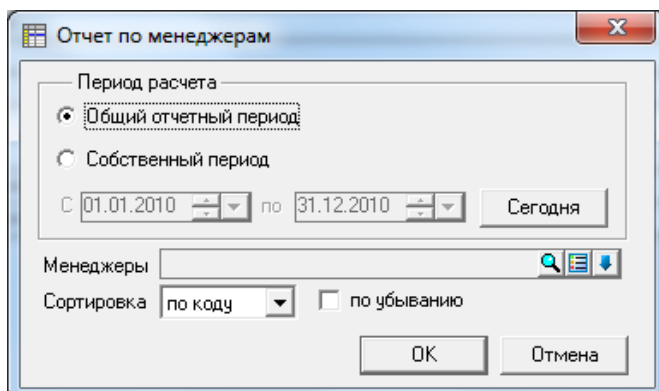 Отчет по менеджерам
Период расчета
Общий отчетный период
Собственный период
С 01.01.2010 по 31.12.2010 Сегодня
Менеджеры
Сортировка по коду по убыванию
OK Отмена